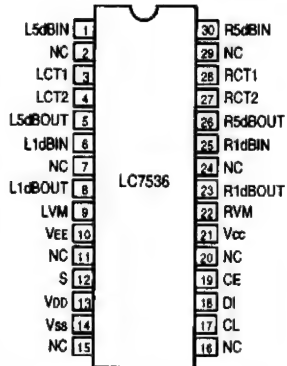 L5dBIN 1 30 R5dBIN
NC 2 29 NC
LCT1 3 28 RCT1
LCT2 4 27 RCT2
L5dBOUT 5 26 R5dBOUT
L1dBIN 6 25 R1dBIN
NC 7 24 NC
LC7536
L1dBOUT 8 23 R1dBOUT
LVM 9 22 RVM
VEE 10 21 Vcc
NC 11 20 NC
S 12 19 CE
VDD 13 18 DI
Vss 14 17 CL
NC 15 16 NC